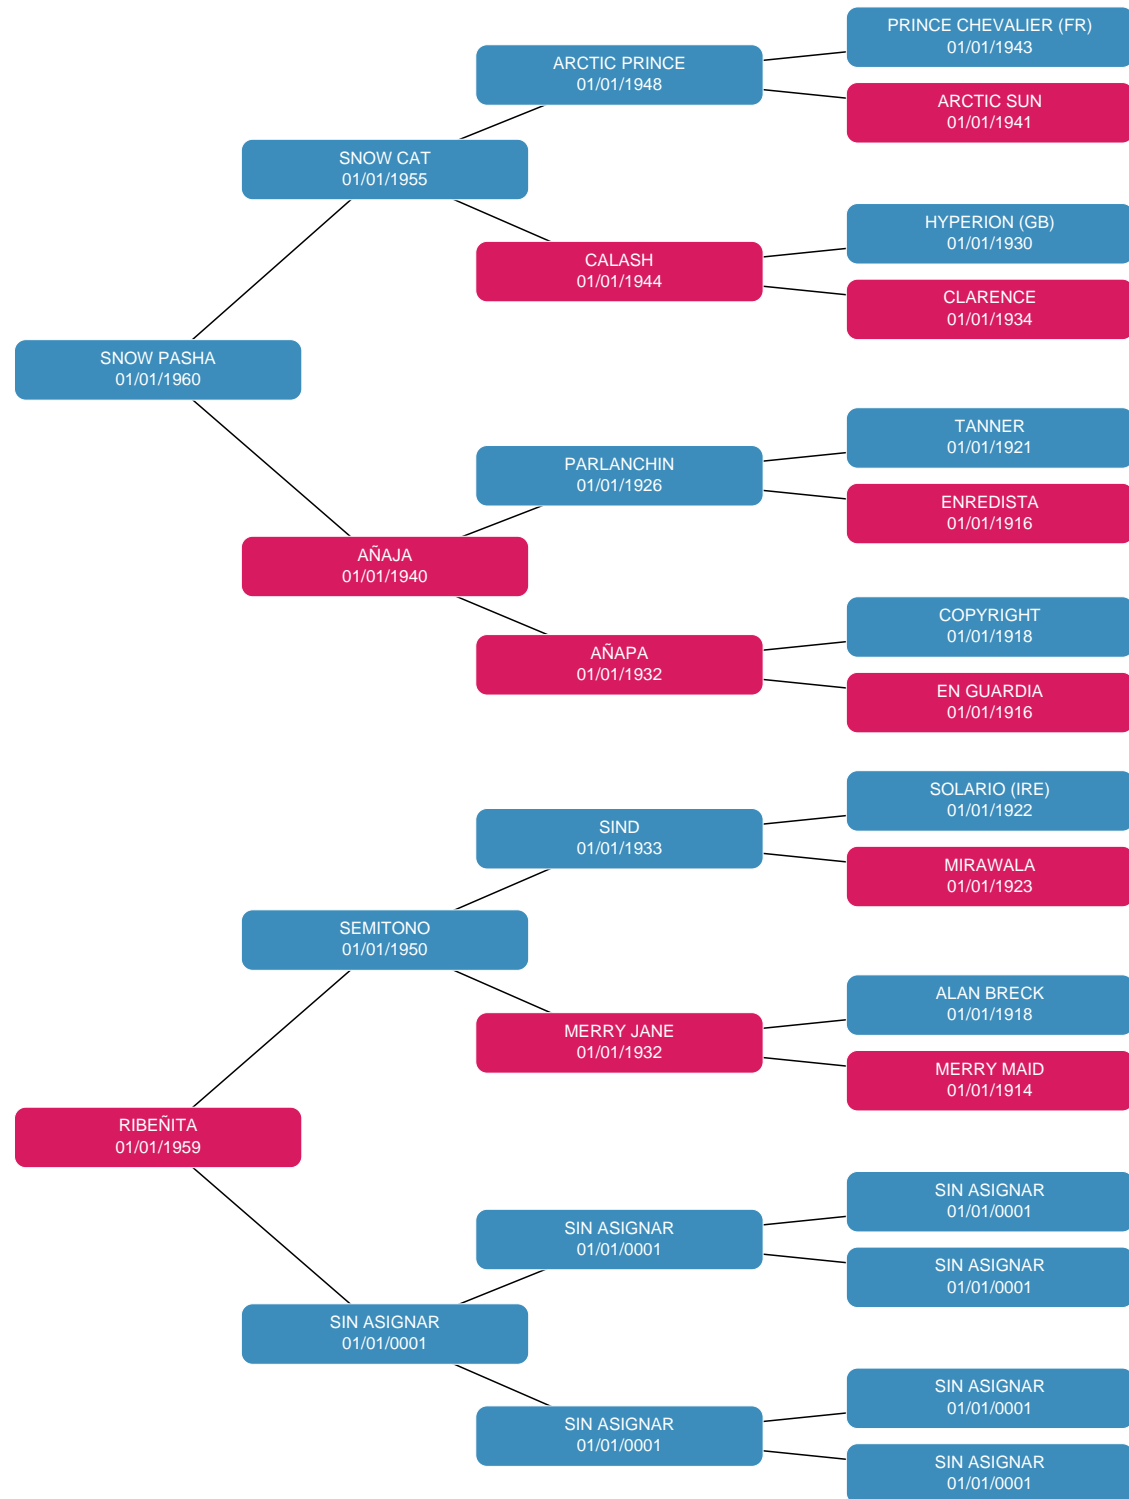 PRINCE CHEVALIER (FR)
01/01/1943
ARCTIC PRINCE
01/01/1948
ARCTIC SUN
01/01/1941
SNOW CAT
01/01/1955
HYPERION (GB)
01/01/1930
CALASH
01/01/1944
CLARENCE
01/01/1934
SNOW PASHA
01/01/1960
TANNER
01/01/1921
PARLANCHIN
01/01/1926
ENREDISTA
01/01/1916
AÑAJA
01/01/1940
COPYRIGHT
01/01/1918
AÑAPA
01/01/1932
EN GUARDIA
01/01/1916
SOLARIO (IRE)
01/01/1922
SIND
01/01/1933
MIRAWALA
01/01/1923
SEMITONO
01/01/1950
ALAN BRECK
01/01/1918
MERRY JANE
01/01/1932
MERRY MAID
01/01/1914
RIBEÑITA
01/01/1959
SIN ASIGNAR
01/01/0001
SIN ASIGNAR
01/01/0001
SIN ASIGNAR
01/01/0001
SIN ASIGNAR
01/01/0001
SIN ASIGNAR
01/01/0001
SIN ASIGNAR
01/01/0001
SIN ASIGNAR
01/01/0001